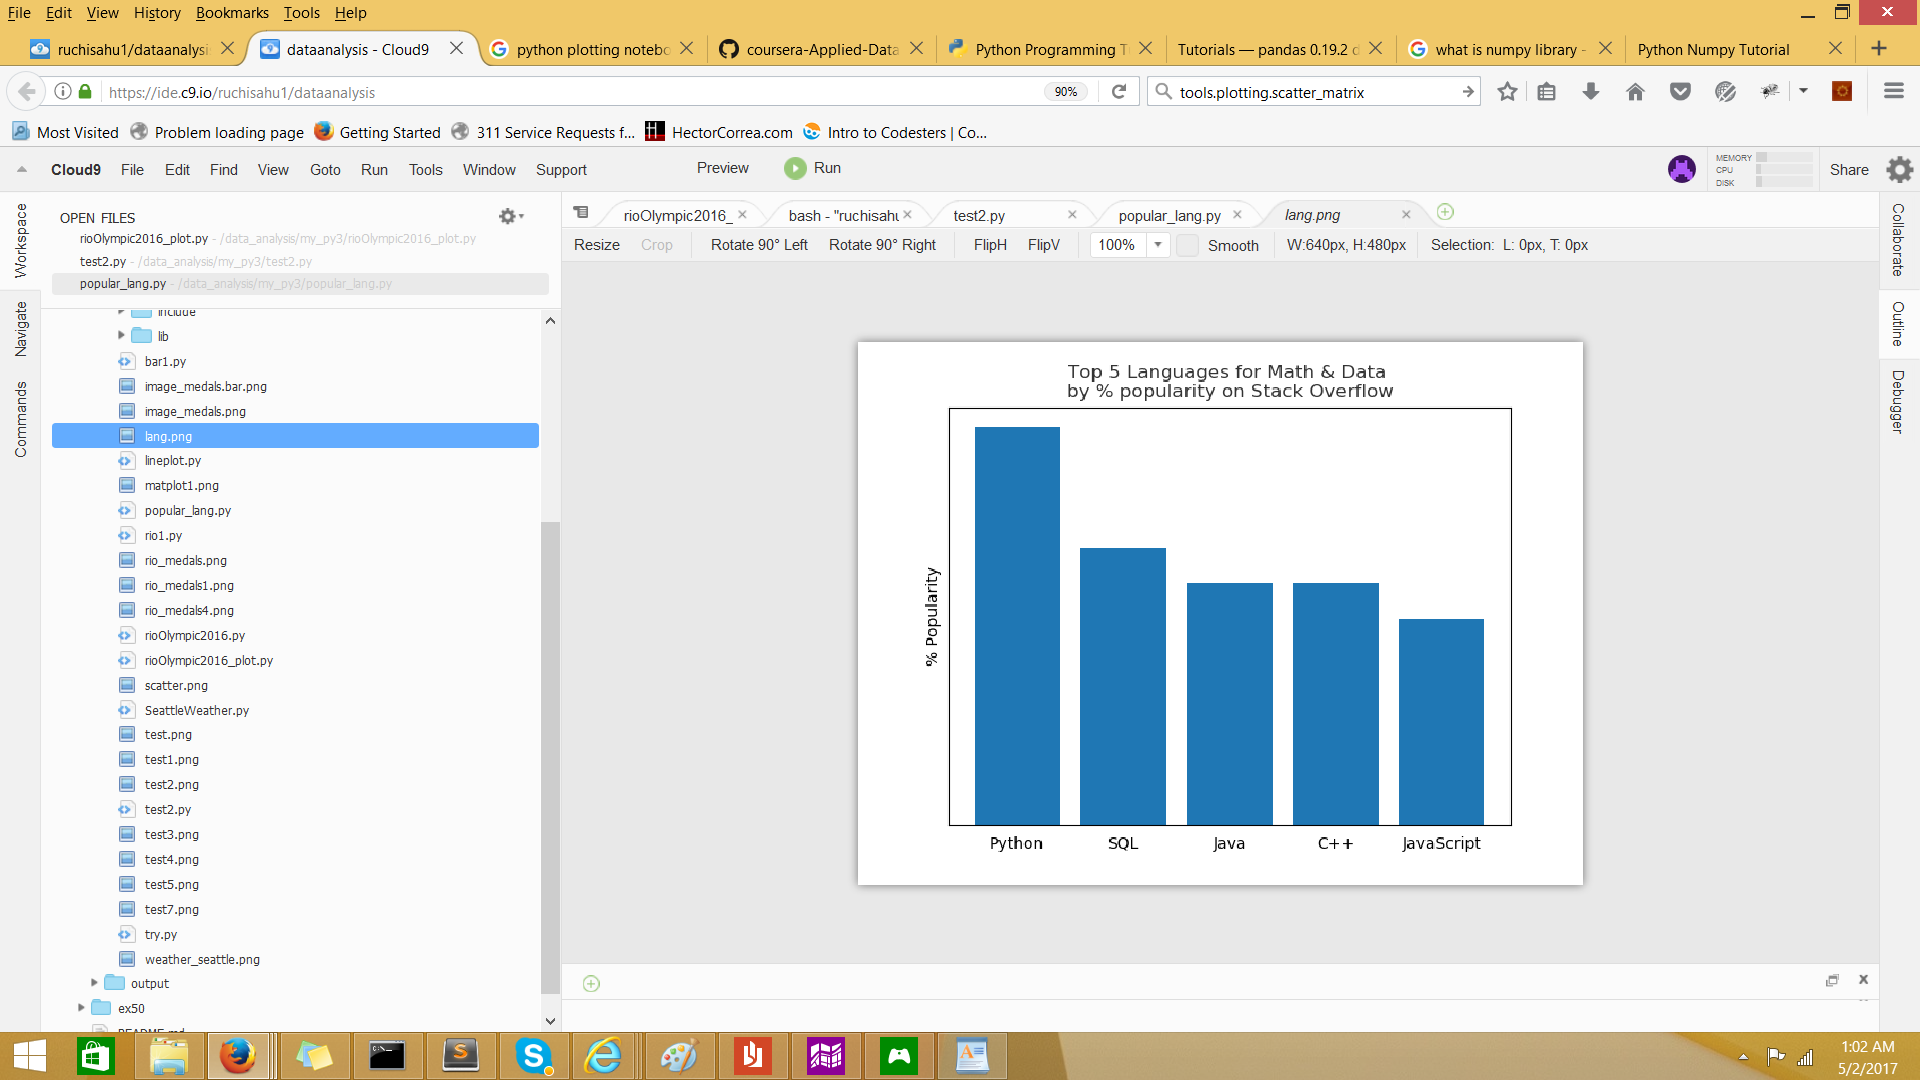 File Edit View History Bookmarks Tools Help
ruchisahu1/dataanalysis dataanalysis - Cloud9 python plotting notebo coursera-Applied-Data Python Programming T Tutorials — pandas 0.19.2 d what is numpy library - Python Numpy Tutorial
https://ide.c9.io/ruchisahu1/dataanalysis 90% tools.plotting.scatter_matrix
Most Visited Problem loading page Getting Started 311 Service Requests f... HectorCorrea.com Intro to Codesters | Co...
Cloud9 File Edit Find View Goto Run Tools Window Support Preview Run MEMORY CPU DISK Share
Workspace
Navigate
Commands
OPEN FILES
rioOlympic2016_plot.py - /data_analysis/my_py3/rioOlympic2016_plot.py
test2.py - /data_analysis/my_py3/test2.py
popular_lang.py - /data_analysis/my_py3/popular_lang.py
include
lib
bar1.py
image_medals.bar.png
image_medals.png
lang.png
lineplot.py
matplot1.png
popular_lang.py
rio1.py
rio_medals.png
rio_medals1.png
rio_medals4.png
rioOlympic2016.py
rioOlympic2016_plot.py
scatter.png
SeattleWeather.py
test.png
test1.png
test2.png
test2.py
test3.png
test4.png
test5.png
test7.png
try.py
weather_seattle.png
output
ex50
README.md
rioOlympic2016_ bash - "ruchisahu test2.py popular_lang.py lang.png
Resize Crop Rotate 90° Left Rotate 90° Right FlipH FlipV 100% Smooth W:640px, H:480px Selection: L: 0px, T: 0px
Top 5 Languages for Math & Data
by % popularity on Stack Overflow
% Popularity
Python SQL Java C++ JavaScript
Collaborate
Outline
Debugger
1:02 AM
5/2/2017